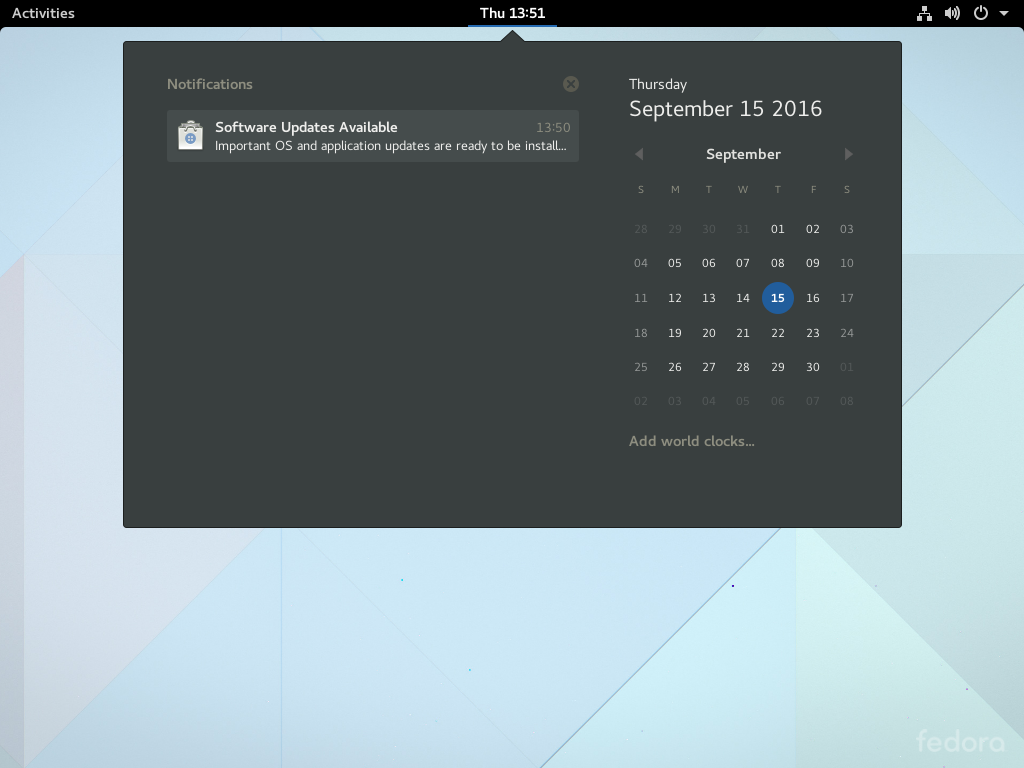 Activities
Thu 13:51
Notifications
Software Updates Available 13:50
Important OS and application updates are ready to be install...
Thursday
September 15 2016
September
S M T W T F S
28 29 30 31 01 02 03
04 05 06 07 08 09 10
11 12 13 14 15 16 17
18 19 20 21 22 23 24
25 26 27 28 29 30 01
02 03 04 05 06 07 08
Add world clocks...
fedora